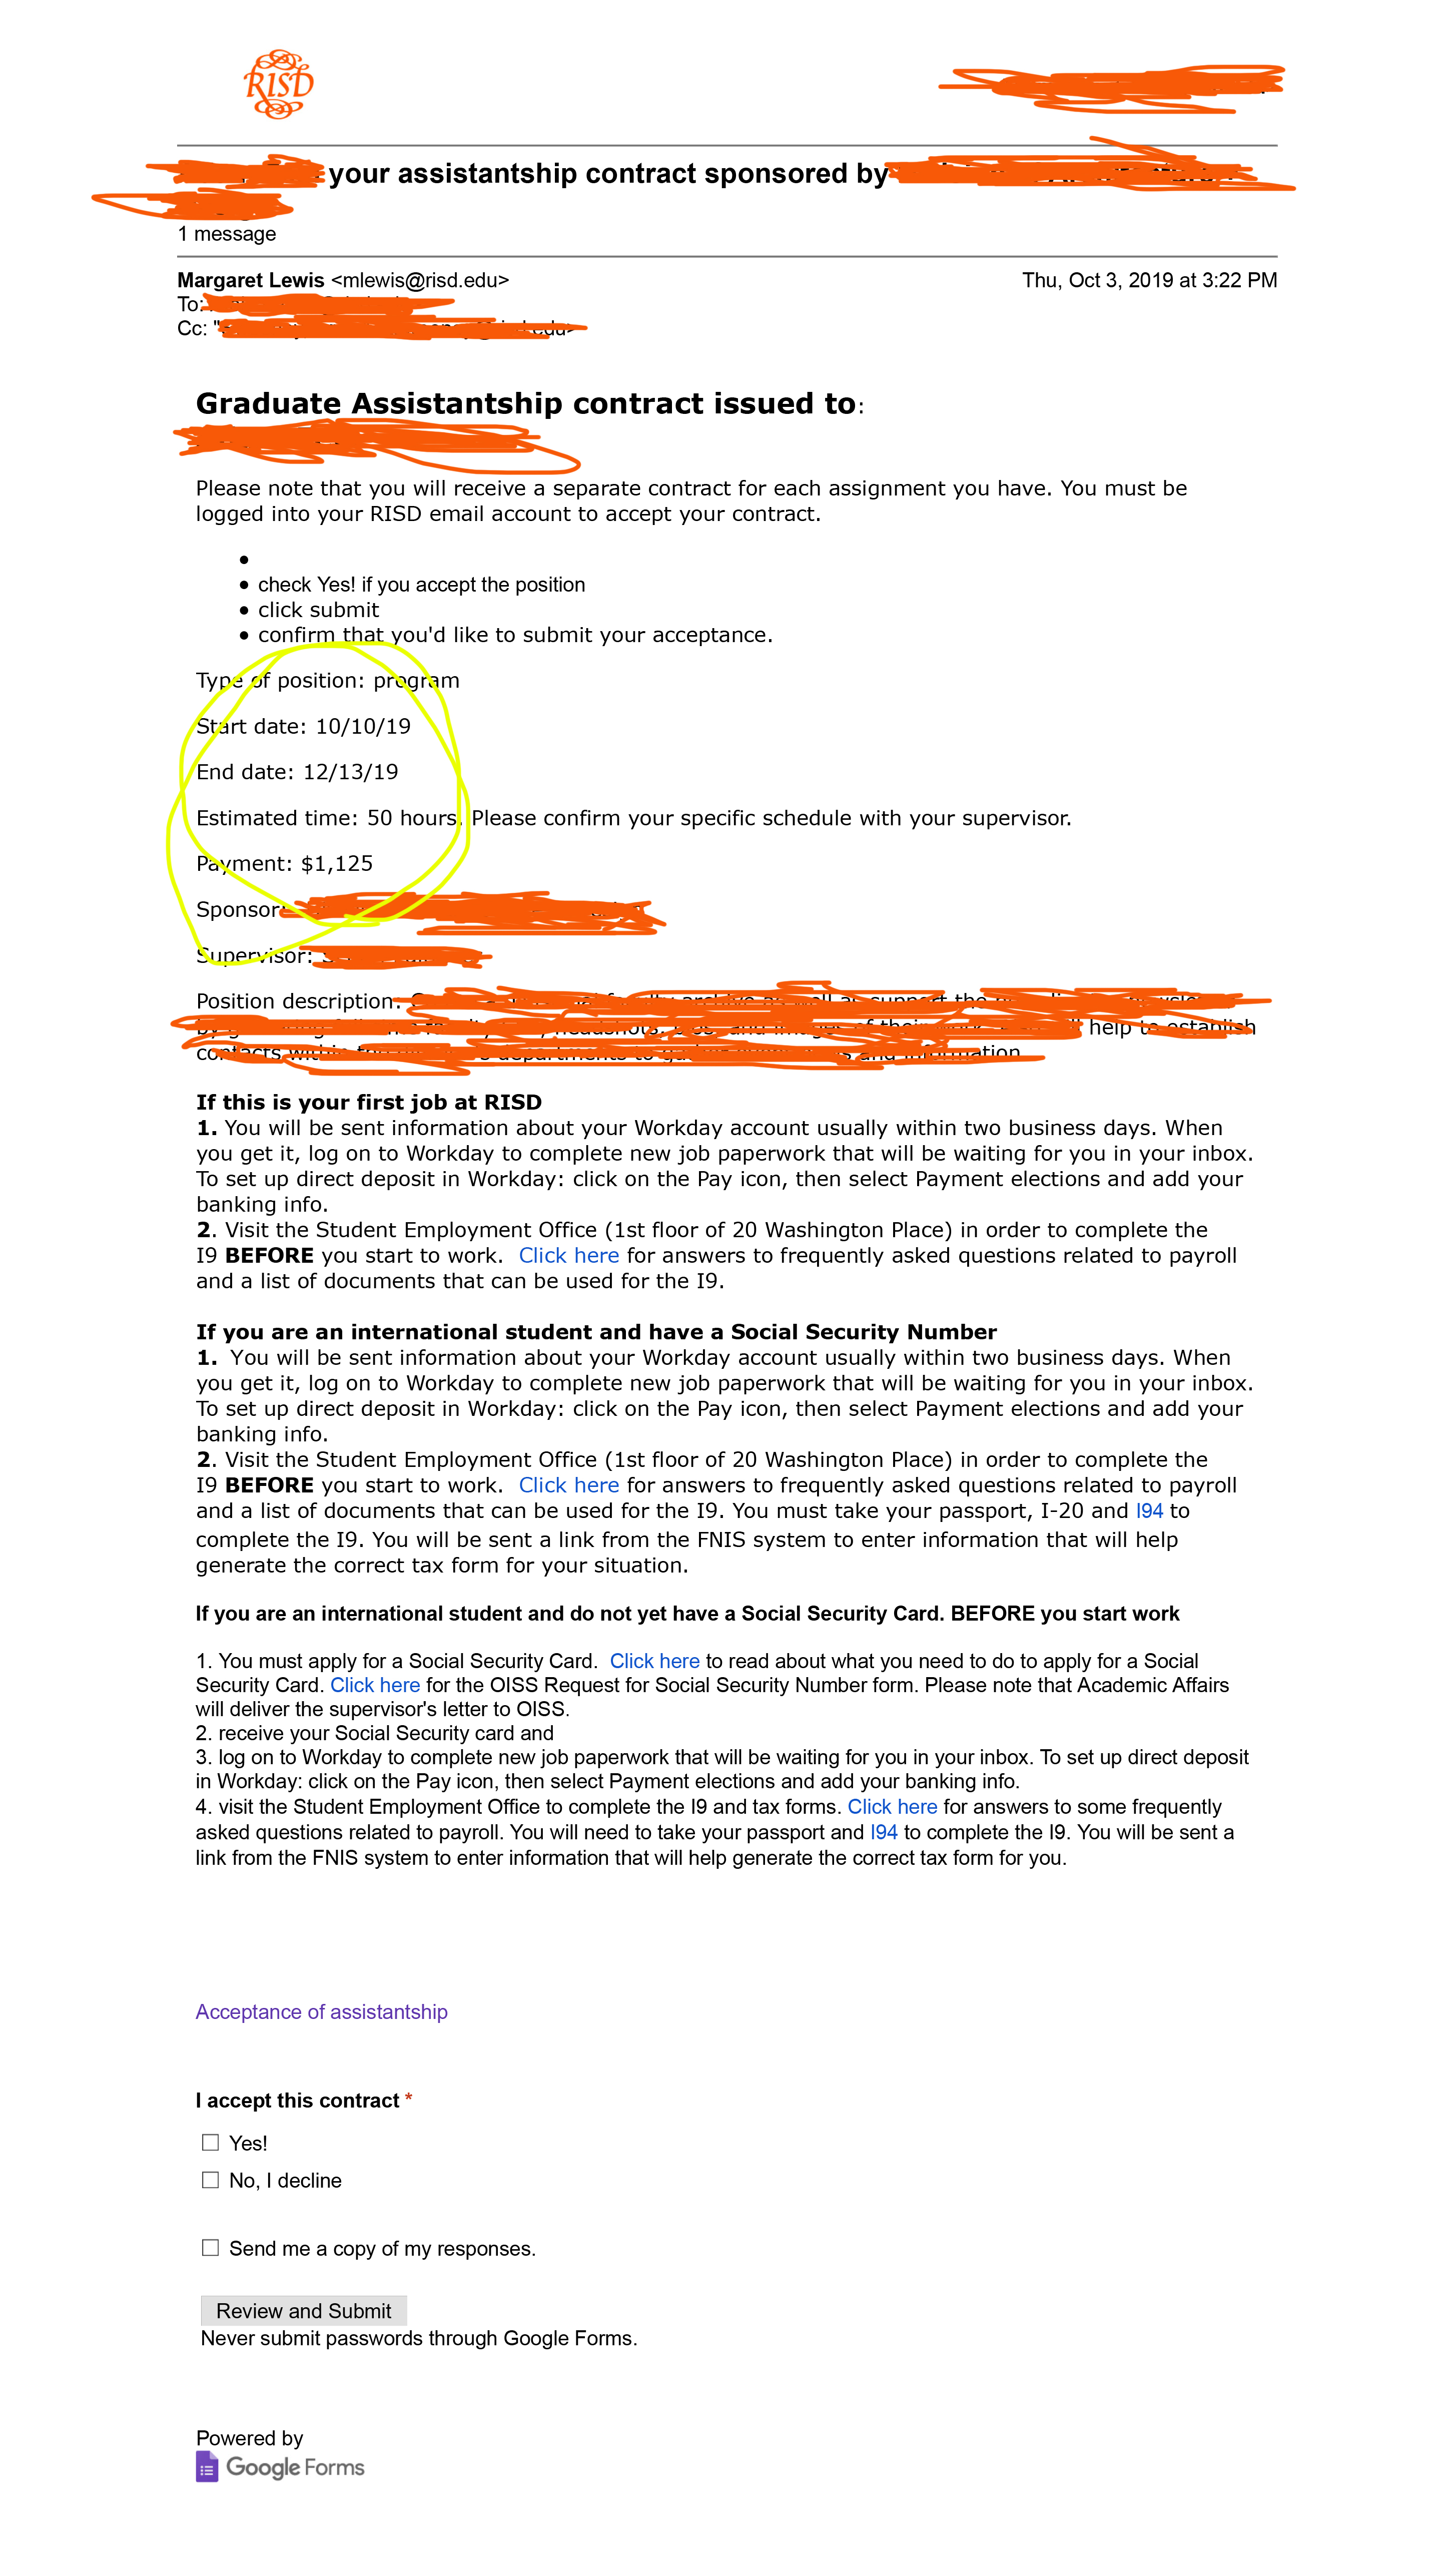 RISD
your assistantship contract sponsored by
1 message
Margaret Lewis <mlewis@risd.edu>
Thu, Oct 3, 2019 at 3:22 PM
To:
Cc: "
Graduate Assistantship contract issued to:
Please note that you will receive a separate contract for each assignment you have. You must be
logged into your RISD email account to accept your contract.
check Yes! if you accept the position
click submit
confirm that you'd like to submit your acceptance.
Type of position: program
Start date: 10/10/19
End date: 12/13/19
Estimated time: 50 hours. Please confirm your specific schedule with your supervisor.
Payment: $1,125
Sponsor:
Supervisor:
Position description:
help to establish
contacts within departments to and information
If this is your first job at RISD
1. You will be sent information about your Workday account usually within two business days. When
you get it, log on to Workday to complete new job paperwork that will be waiting for you in your inbox.
To set up direct deposit in Workday: click on the Pay icon, then select Payment elections and add your
banking info.
2. Visit the Student Employment Office (1st floor of 20 Washington Place) in order to complete the
I9 BEFORE you start to work. Click here for answers to frequently asked questions related to payroll
and a list of documents that can be used for the I9.
If you are an international student and have a Social Security Number
1. You will be sent information about your Workday account usually within two business days. When
you get it, log on to Workday to complete new job paperwork that will be waiting for you in your inbox.
To set up direct deposit in Workday: click on the Pay icon, then select Payment elections and add your
banking info.
2. Visit the Student Employment Office (1st floor of 20 Washington Place) in order to complete the
I9 BEFORE you start to work. Click here for answers to frequently asked questions related to payroll
and a list of documents that can be used for the I9. You must take your passport, I-20 and I94 to
complete the I9. You will be sent a link from the FNIS system to enter information that will help
generate the correct tax form for your situation.
If you are an international student and do not yet have a Social Security Card. BEFORE you start work
1. You must apply for a Social Security Card. Click here to read about what you need to do to apply for a Social
Security Card. Click here for the OISS Request for Social Security Number form. Please note that Academic Affairs
will deliver the supervisor's letter to OISS.
2. receive your Social Security card and
3. log on to Workday to complete new job paperwork that will be waiting for you in your inbox. To set up direct deposit
in Workday: click on the Pay icon, then select Payment elections and add your banking info.
4. visit the Student Employment Office to complete the I9 and tax forms. Click here for answers to some frequently
asked questions related to payroll. You will need to take your passport and I94 to complete the I9. You will be sent a
link from the FNIS system to enter information that will help generate the correct tax form for you.
Acceptance of assistantship
I accept this contract *
Yes!
No, I decline
Send me a copy of my responses.
Review and Submit
Never submit passwords through Google Forms.
Powered by
Google Forms